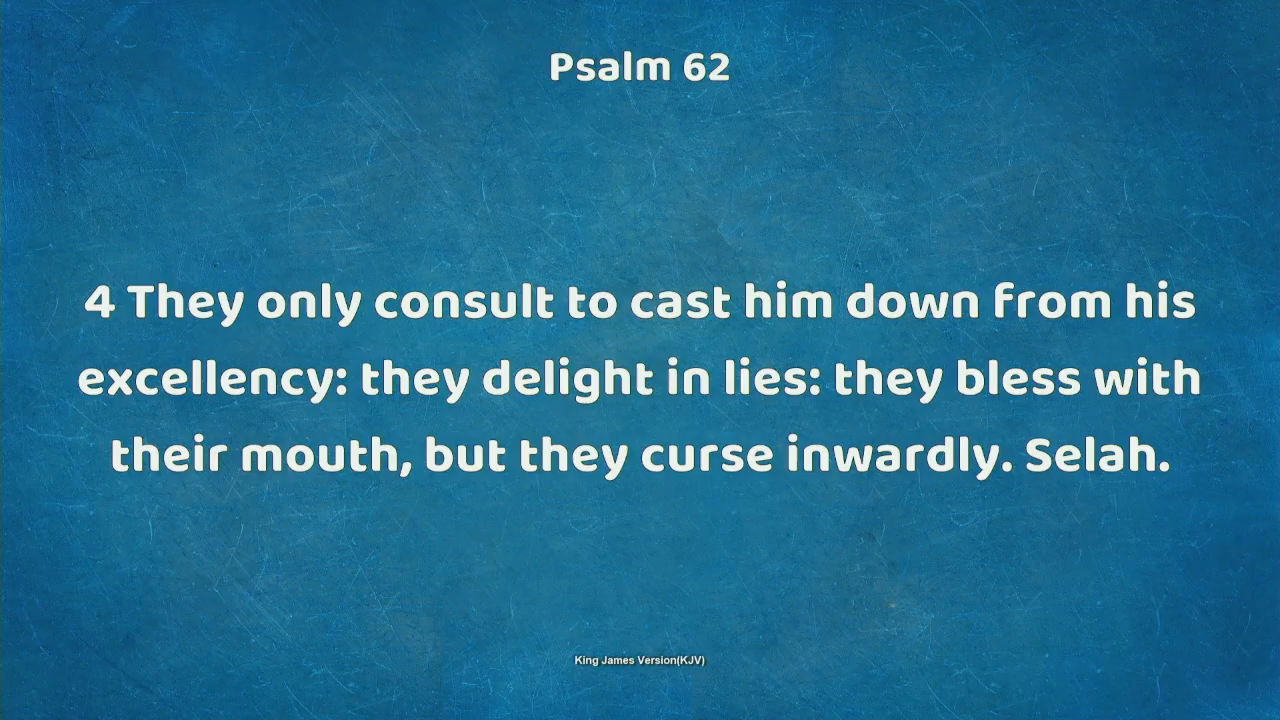 Psalm 62
4 They only consult to cast him down from his
excellency: they delight in lies: they bless with
their mouth, but they curse inwardly. Selah.
King James Version(KJV)